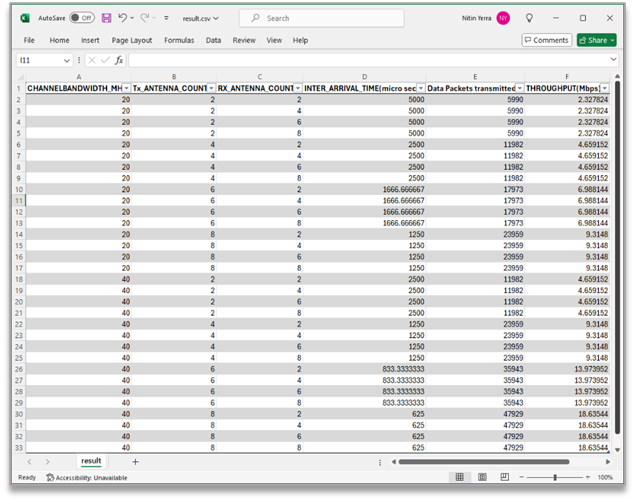 AutoSave Off result.csv Search Nitin Yerra NY
File Home Insert Page Layout Formulas Data Review View Help Comments Share
I11 fx
A B C D E F
1 CHANNELBANDWIDTH_MH Tx_ANTENNA_COUNT RX_ANTENNA_COUNT INTER_ARRIVAL_TIME(micro sec Data Packets transmitted THROUGHPUT(Mbps)
2 20 2 2 5000 5990 2.327824
3 20 2 4 5000 5990 2.327824
4 20 2 6 5000 5990 2.327824
5 20 2 8 5000 5990 2.327824
6 20 4 2 2500 11982 4.659152
7 20 4 4 2500 11982 4.659152
8 20 4 6 2500 11982 4.659152
9 20 4 8 2500 11982 4.659152
10 20 6 2 1666.666667 17973 6.988144
11 20 6 4 1666.666667 17973 6.988144
12 20 6 6 1666.666667 17973 6.988144
13 20 6 8 1666.666667 17973 6.988144
14 20 8 2 1250 23959 9.3148
15 20 8 4 1250 23959 9.3148
16 20 8 6 1250 23959 9.3148
17 20 8 8 1250 23959 9.3148
18 40 2 2 2500 11982 4.659152
19 40 2 4 2500 11982 4.659152
20 40 2 6 2500 11982 4.659152
21 40 2 8 2500 11982 4.659152
22 40 4 2 1250 23959 9.3148
23 40 4 4 1250 23959 9.3148
24 40 4 6 1250 23959 9.3148
25 40 4 8 1250 23959 9.3148
26 40 6 2 833.3333333 35943 13.973952
27 40 6 4 833.3333333 35943 13.973952
28 40 6 6 833.3333333 35943 13.973952
29 40 6 8 833.3333333 35943 13.973952
30 40 8 2 625 47929 18.63544
31 40 8 4 625 47929 18.63544
32 40 8 6 625 47929 18.63544
33 40 8 8 625 47929 18.63544
result
Ready Accessibility: Unavailable 100%